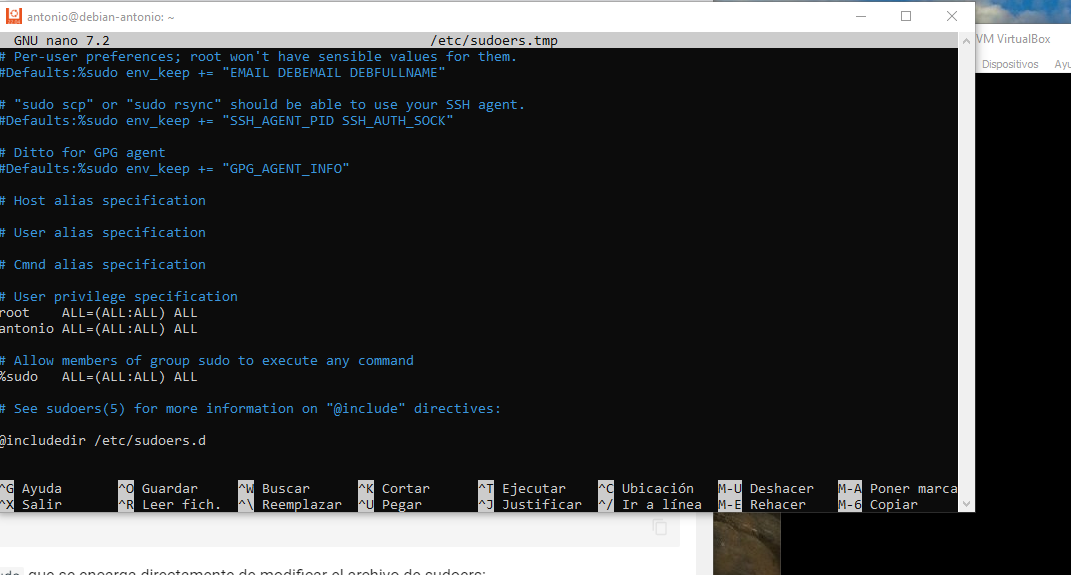 antonio@debian-antonio: ~
GNU nano 7.2 /etc/sudoers.tmp
# Per-user preferences; root won't have sensible values for them.
#Defaults:%sudo env_keep += "EMAIL DEBEMAIL DEBFULLNAME"
# "sudo scp" or "sudo rsync" should be able to use your SSH agent.
#Defaults:%sudo env_keep += "SSH_AGENT_PID SSH_AUTH_SOCK"
# Ditto for GPG agent
#Defaults:%sudo env_keep += "GPG_AGENT_INFO"
# Host alias specification
# User alias specification
# Cmnd alias specification
# User privilege specification
root ALL=(ALL:ALL) ALL
antonio ALL=(ALL:ALL) ALL
# Allow members of group sudo to execute any command
%sudo ALL=(ALL:ALL) ALL
# See sudoers(5) for more information on "@include" directives:
@includedir /etc/sudoers.d
^G Ayuda ^O Guardar ^W Buscar ^K Cortar ^T Ejecutar ^C Ubicación M-U Deshacer M-A Poner marca
^X Salir ^R Leer fich. ^\ Reemplazar ^U Pegar ^J Justificar ^/ Ir a línea M-E Rehacer M-6 Copiar
VM VirtualBox
Dispositivos Ayu
que se encarga directamente de modificar el archivo de sudoers: